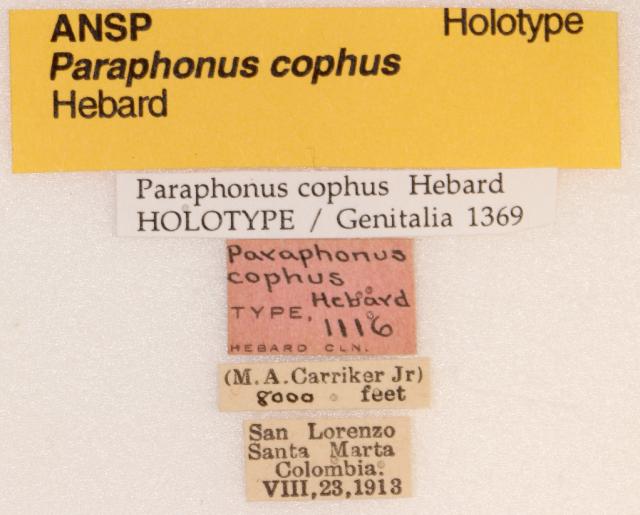 ANSP Holotype
Paraphonus cophus
Hebard
Paraphonus cophus Hebard
HOLOTYPE / Genitalia 1369
Paraphonus
cophus
Hebard
TYPE, 1116
HEBARD CLN.
(M. A. Carriker Jr)
8000 feet
San Lorenzo
Santa Marta
Colombia.
VIII, 23, 1913